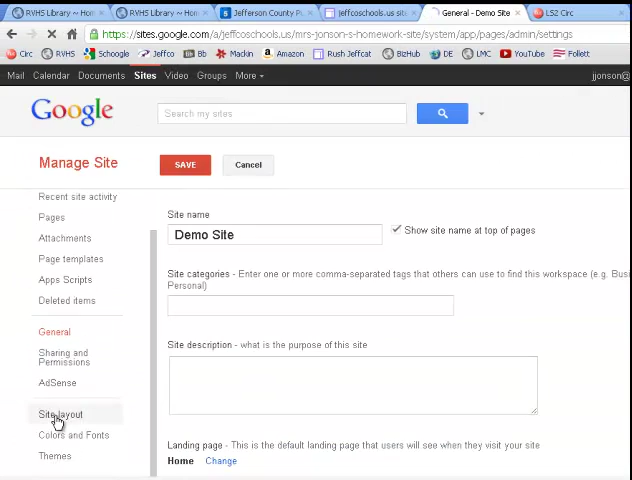 RVHS Library ~ Hom
RVHS Library ~ Hom
Jefferson County Pu
jeffcoschools.us site
General - Demo Site
LS2 Circ
https://sites.google.com/a/jeffcoschools.us/mrs-jonson-s-homework-site/system/app/pages/admin/settings
Circ RVHS Schoogle Jeffco Bb Mackin Amazon Rush Jeffcat BizHub DE LMC YouTube Follett
Mail Calendar Documents Sites Video Groups More jjonson@
Google
Search my sites
Manage Site
SAVE
Cancel
Recent site activity
Pages
Attachments
Page templates
Apps Scripts
Deleted items
General
Sharing and
Permissions
AdSense
Site layout
Colors and Fonts
Themes
Site name
Demo Site
Show site name at top of pages
Site categories - Enter one or more comma-separated tags that others can use to find this workspace (e.g. Busi
Personal)
Site description - what is the purpose of this site
Landing page - This is the default landing page that users will see when they visit your site
Home Change